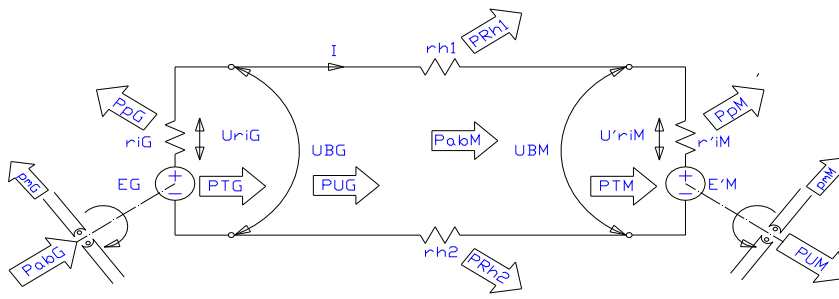 PRh1
I
rh1
PpG
PpM
riG
UriG
PabM
U'riM
r'iM
UBG
UBM
EG
PTG
PUG
PTM
E'M
pmG
pmM
+
−
+
−
PabG
rh2
PRh2
PUM